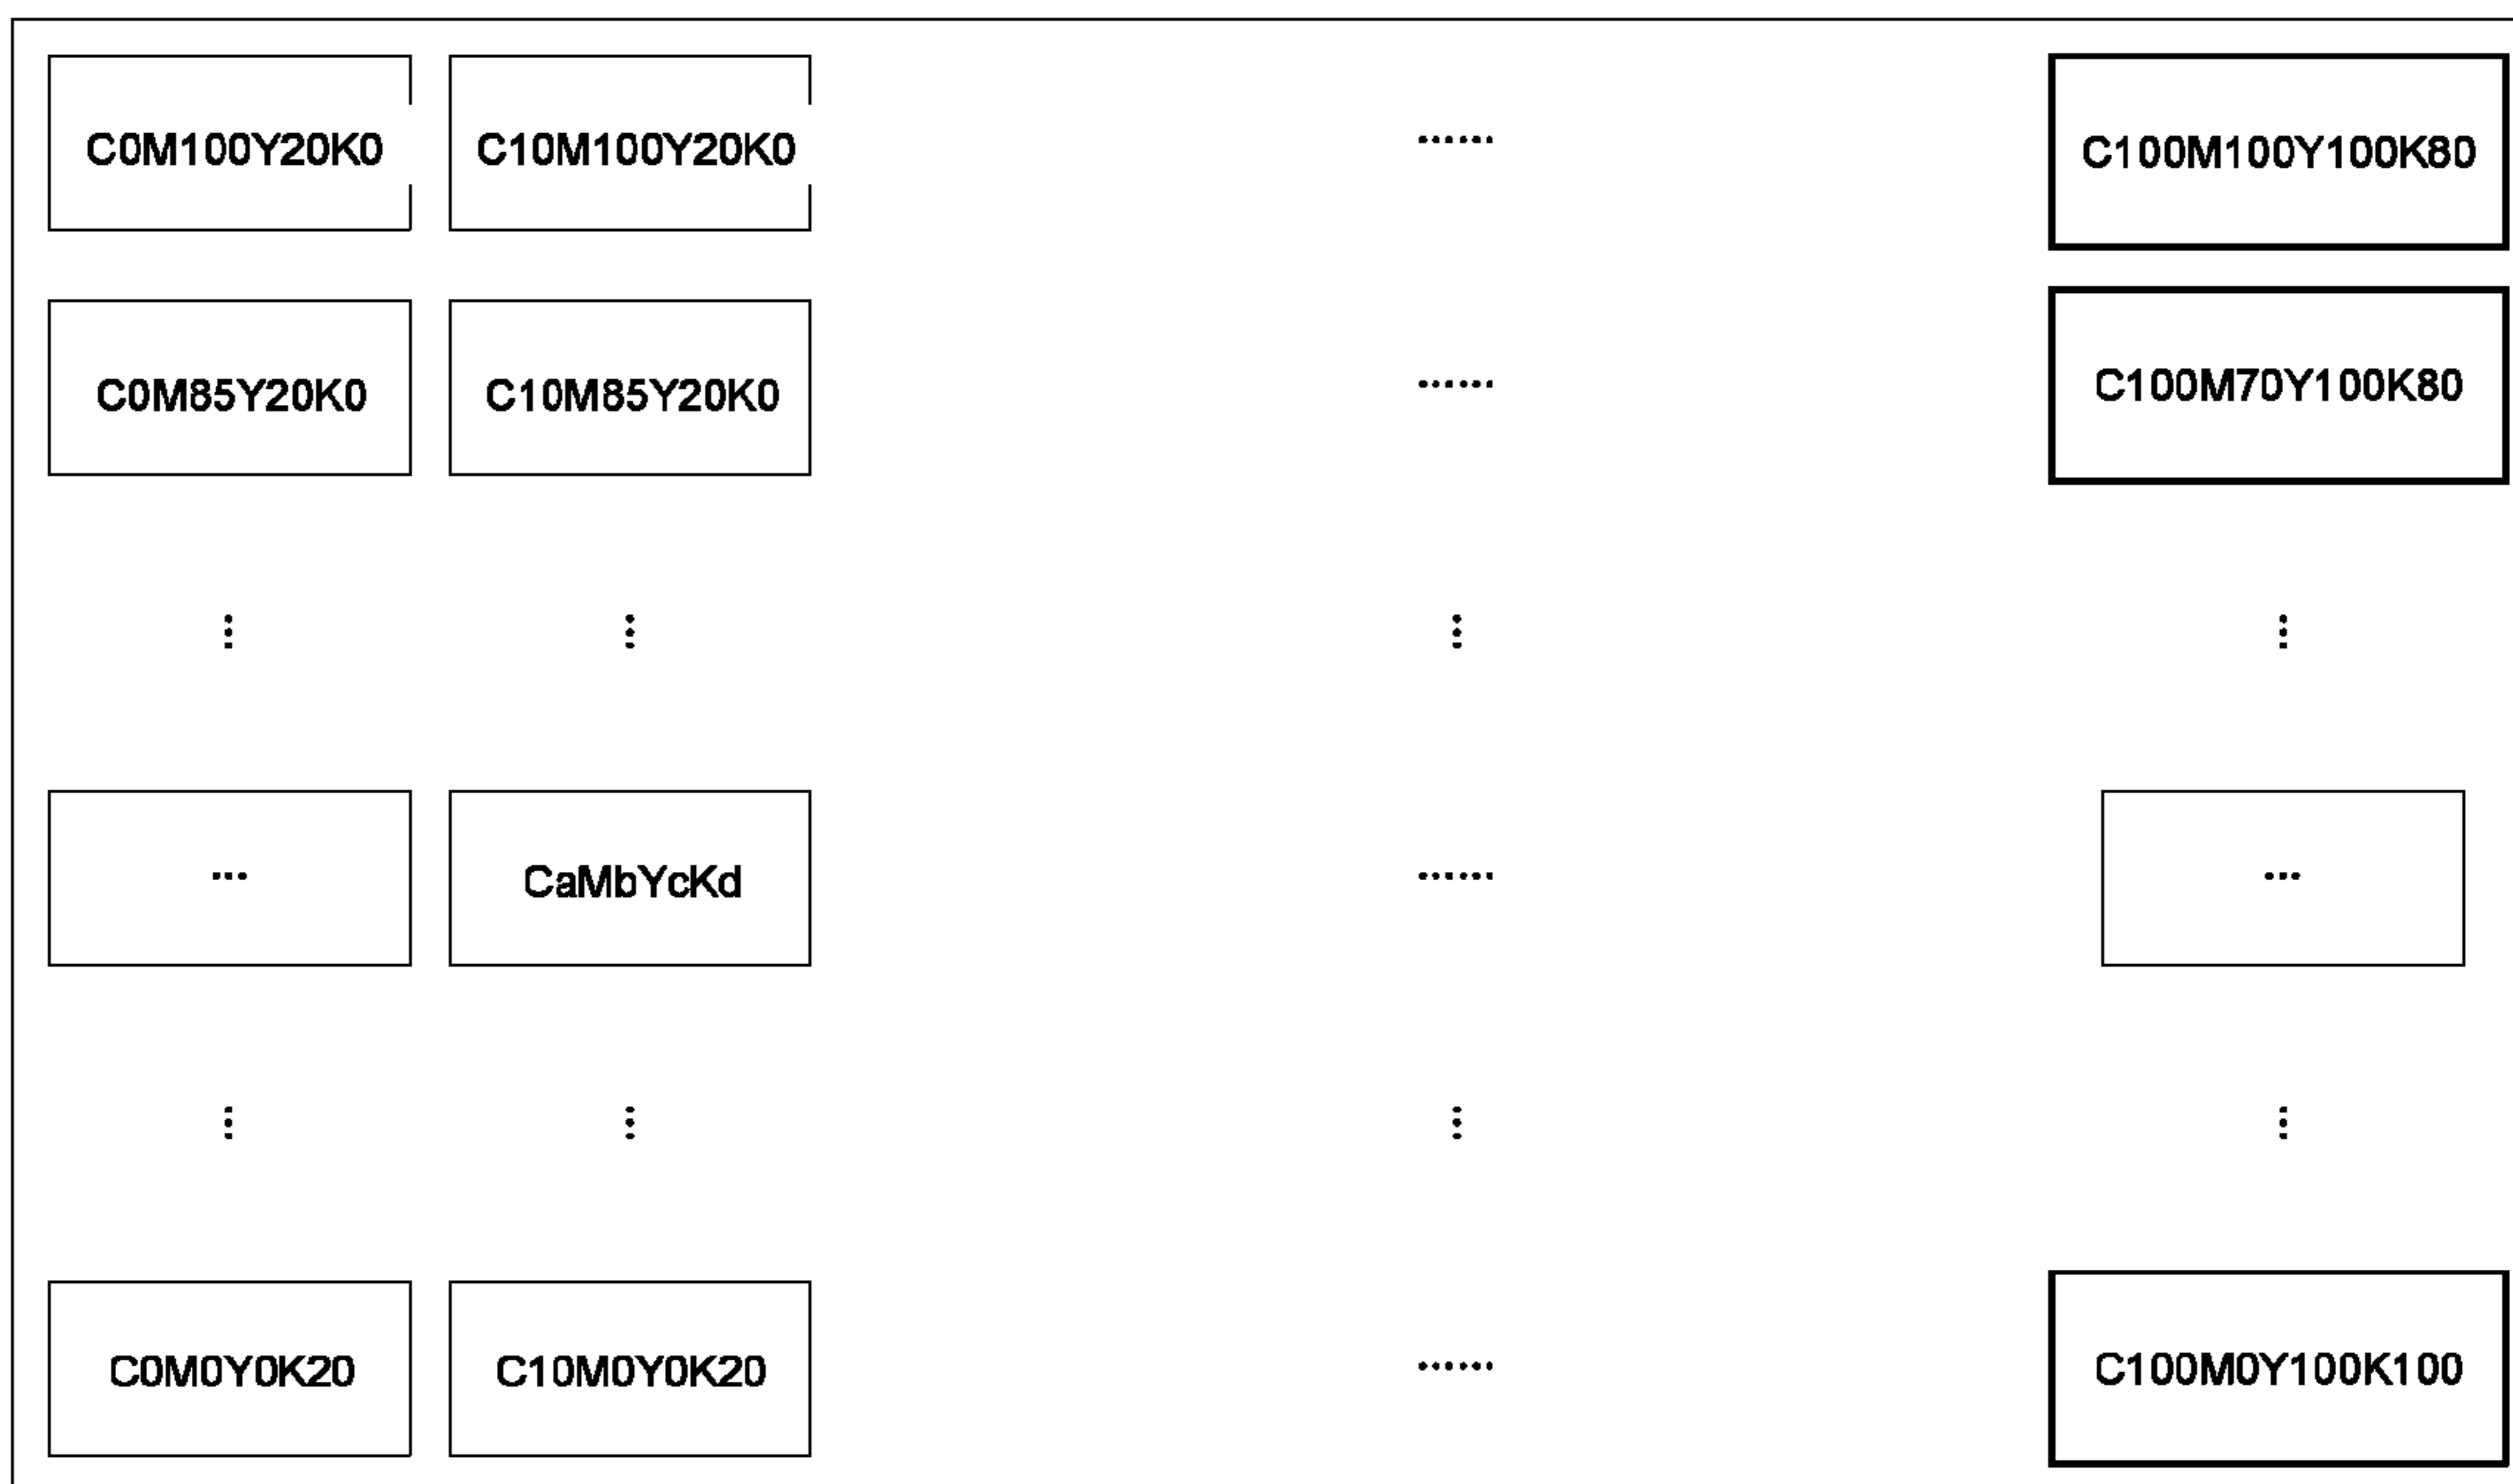 C0M100Y20K0 C10M100Y20K0 ...... C100M100Y100K80
C0M85Y20K0 C10M85Y20K0 ...... C100M70Y100K80
⋮ ⋮ ⋮ ⋮
... CaMbYcKd ...... ...
⋮ ⋮ ⋮ ⋮
C0M0Y0K20 C10M0Y0K20 ...... C100M0Y100K100